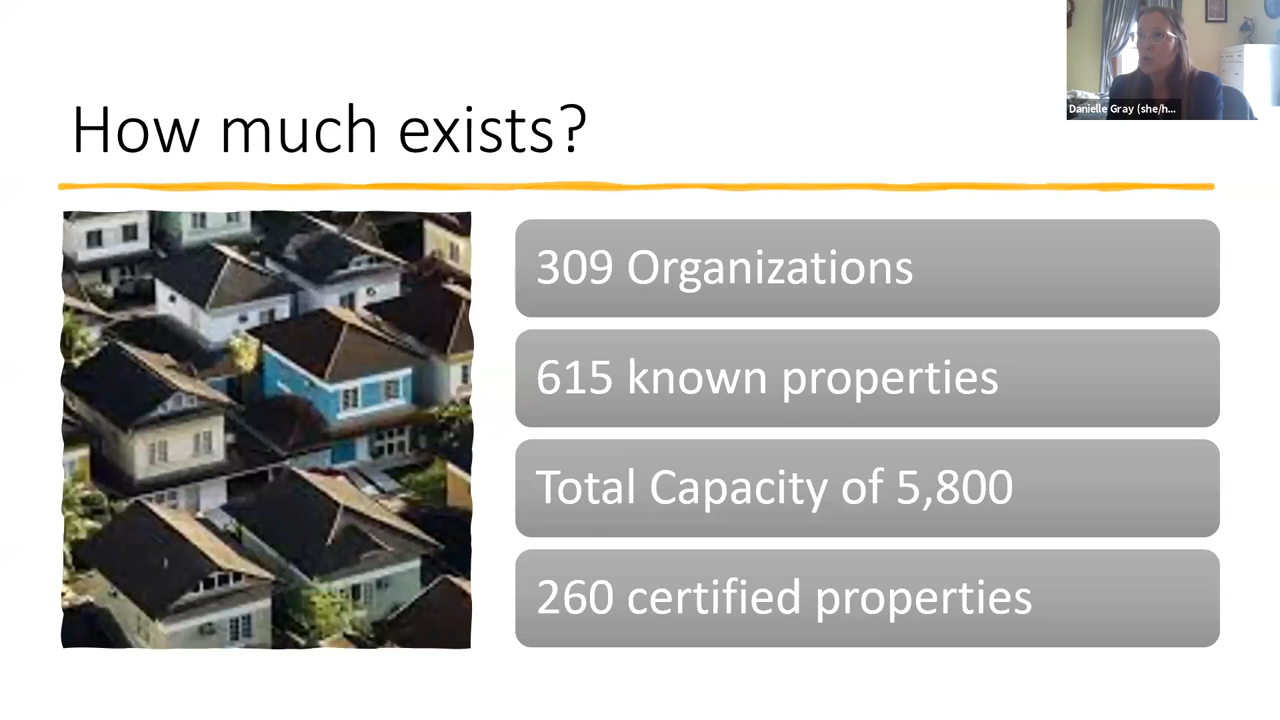 How much exists?
Danielle Gray (she/h...
309 Organizations
615 known properties
Total Capacity of 5,800
260 certified properties